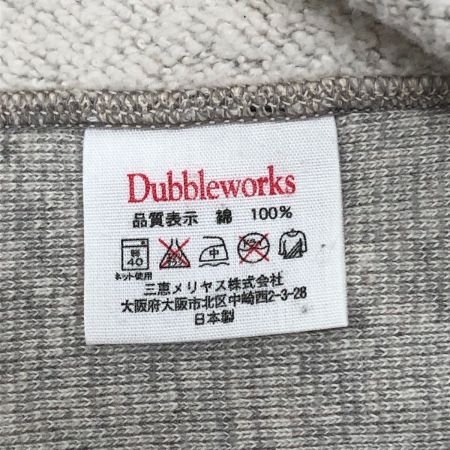 Dubbleworks
品質表示 綿 100%
弱
40
中
ネット使用
三恵メリヤス株式会社
大阪府大阪市北区中崎西2-3-28
日本製